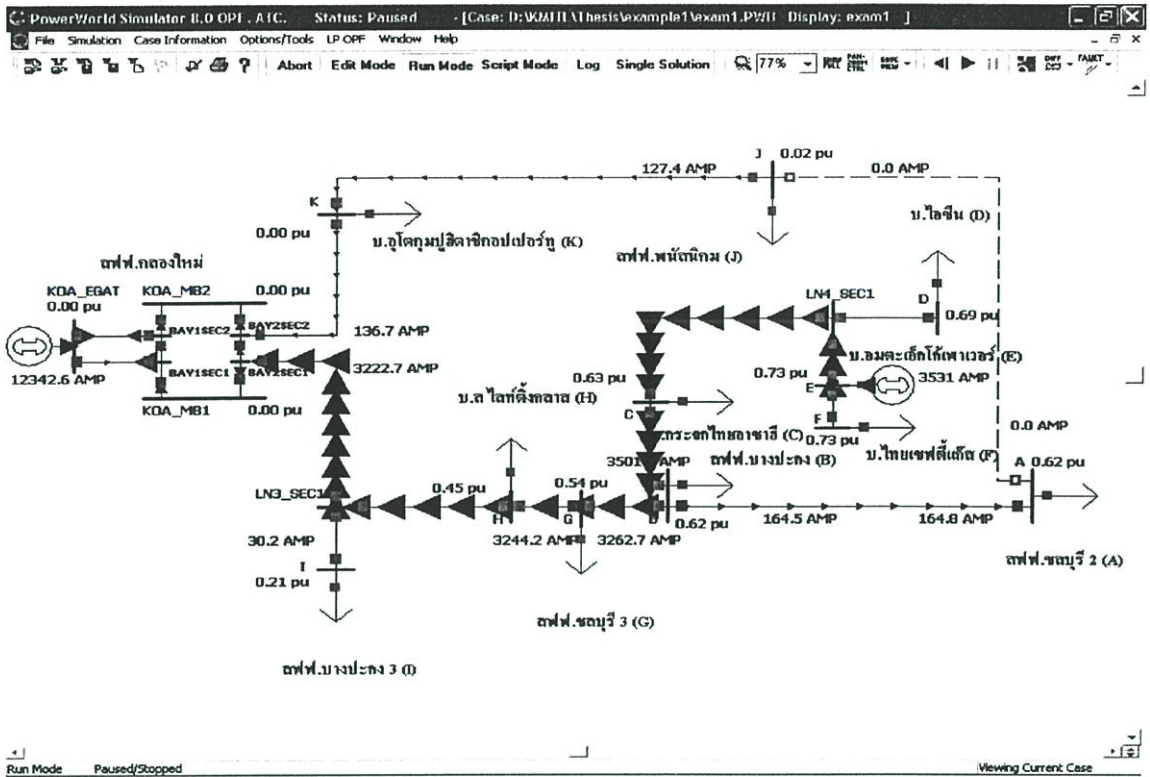 PowerWorld Simulator 8.0 OPF, ATC. Status: Paused - [Case: D:\KMITL\Thesis\example1\exam1.PWB Display: exam1 ]
File Simulation Case Information Options/Tools LP OPF Window Help
Abort Edit Mode Run Mode Script Mode Log Single Solution 77%
J 0.02 pu
127.4 AMP 0.0 AMP
K
0.00 pu
บ.ไอซิน (D)
บ.อูโตกุมปูฮิตาชิคอปเปอร์ทู (K)
ลฟฟ.พนัสนิคม (J)
ลฟฟ.คลองใหม่
KOA_EGAT KOA_MB2 0.00 pu
0.00 pu
LN4_SEC1 D
0.69 pu
BAY1SEC2 BAY2SEC2 136.7 AMP
บ.อมตะเอ็กโก้เพาเวอร์ (E)
BAY1SEC1 BAY2SEC1 3222.7 AMP
12342.6 AMP
0.63 pu 0.73 pu 3531 AMP
E
บ.ล ไลท์ติ้งกลาส (H)
KOA_MB1 0.00 pu
C
F
0.73 pu
0.0 AMP
บ.กระจกไทยอาซาฮี (C)
บ.ไทยเซฟตี้แก๊ส (F)
3501 AMP ลฟฟ.บางปะกง (B)
A 0.62 pu
LN3_SEC1 0.45 pu 0.54 pu
H G 0.62 pu 164.5 AMP 164.8 AMP
30.2 AMP 3244.2 AMP 3262.7 AMP
I
0.21 pu
ลฟฟ.ชลบุรี 2 (A)
ลฟฟ.ชลบุรี 3 (G)
ลฟฟ.บางปะกง 3 (I)
Run Mode Paused/Stopped Viewing Current Case